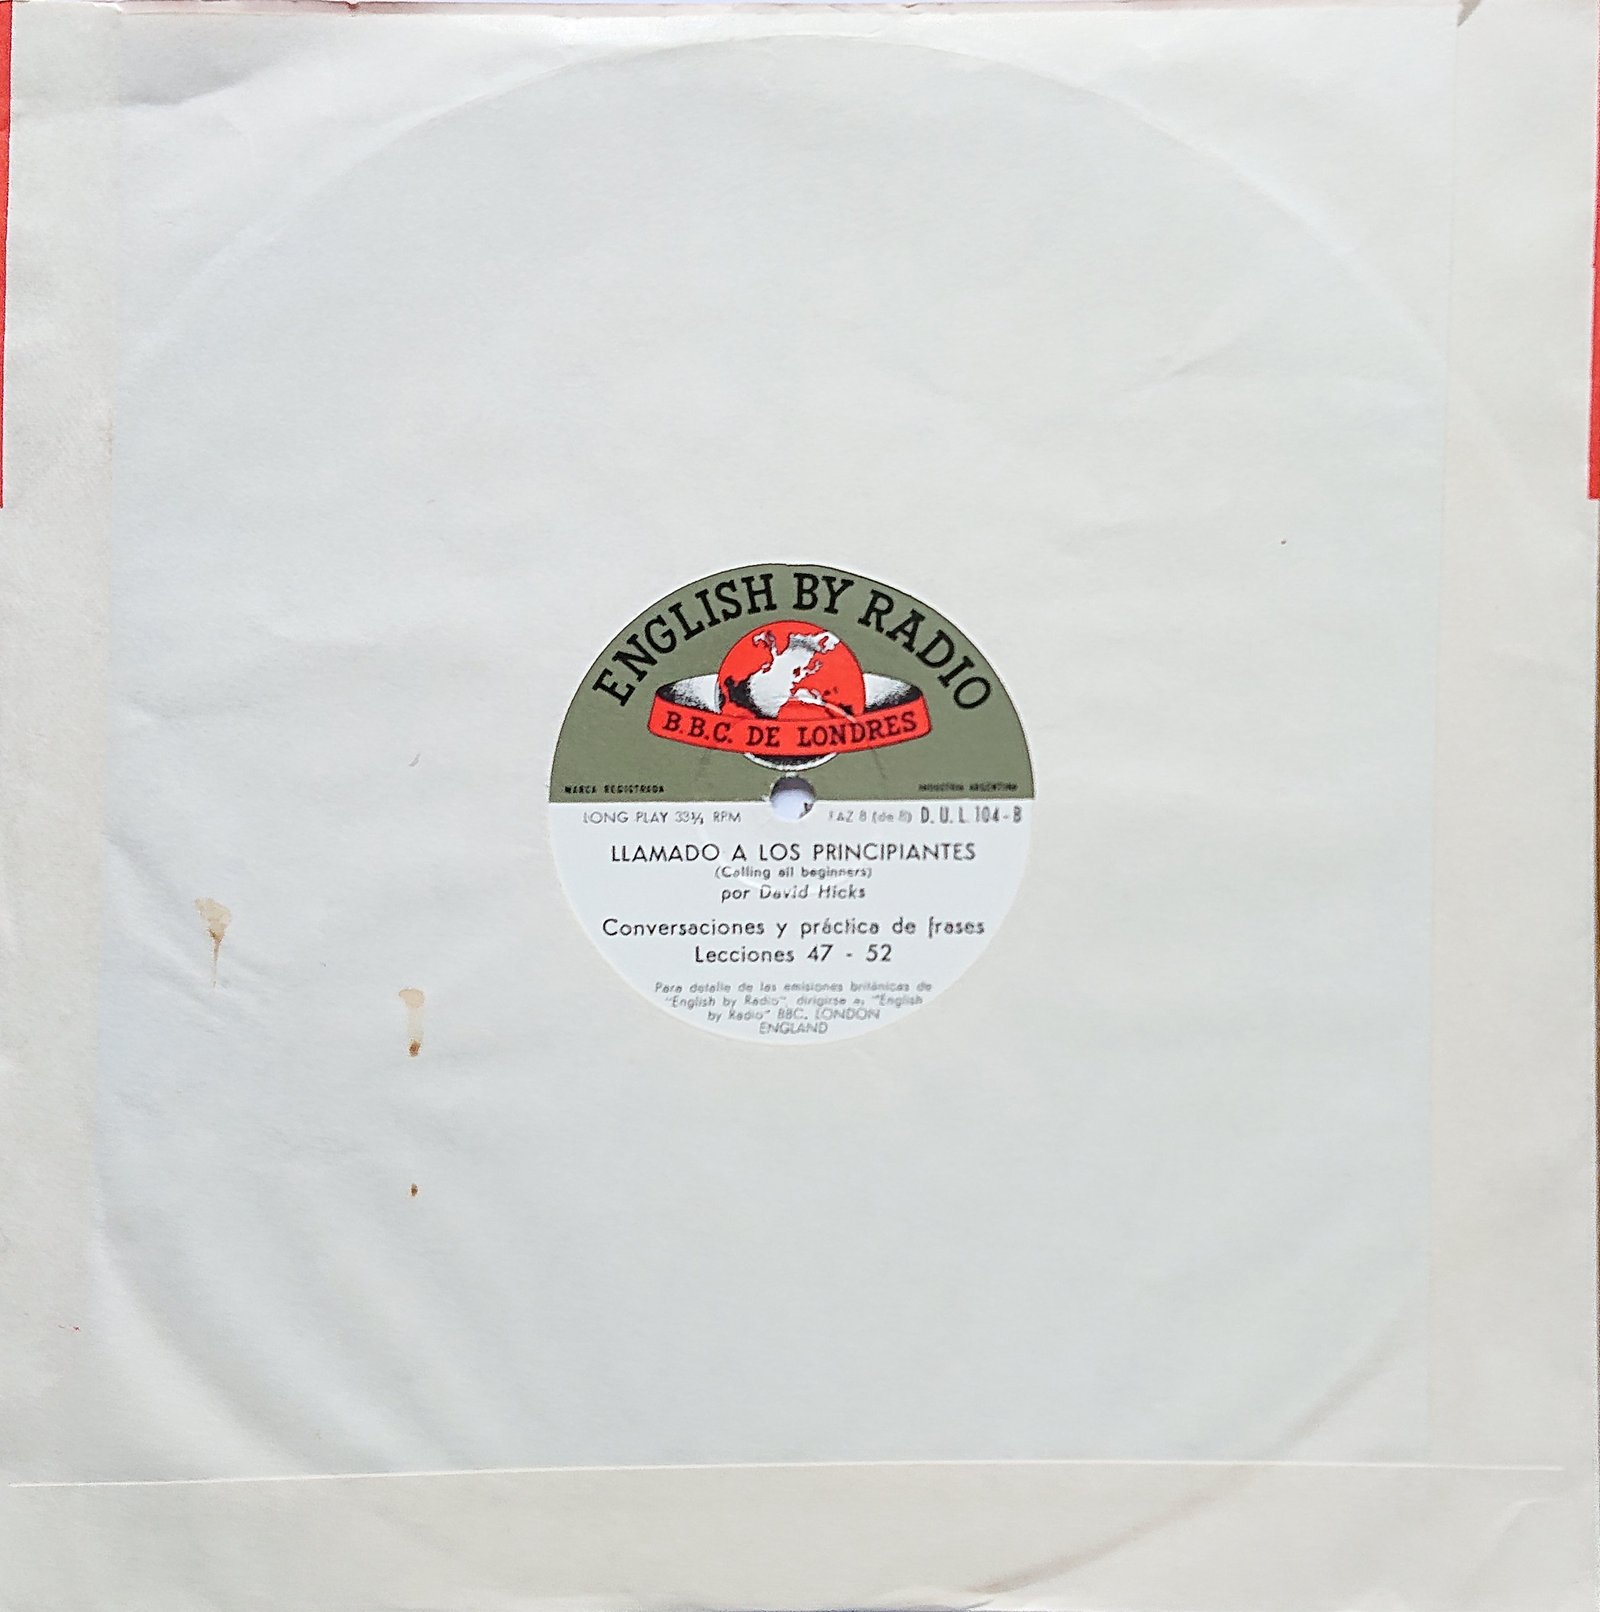 ENGLISH BY RADIO
B.B.C. DE LONDRES
MARCA REGISTRADA
INDUSTRIA ARGENTINA
LONG PLAY 33⅓ RPM
FAZ 8 (de 8) D. U. L 104-B
LLAMADO A LOS PRINCIPIANTES
(Calling all beginners)
por David Hicks
Conversaciones y práctica de frases
Lecciones 47 - 52
Para detalle de las emisiones británicas de
"English by Radio", dirigirse a: "English
by Radio" BBC. LONDON
ENGLAND